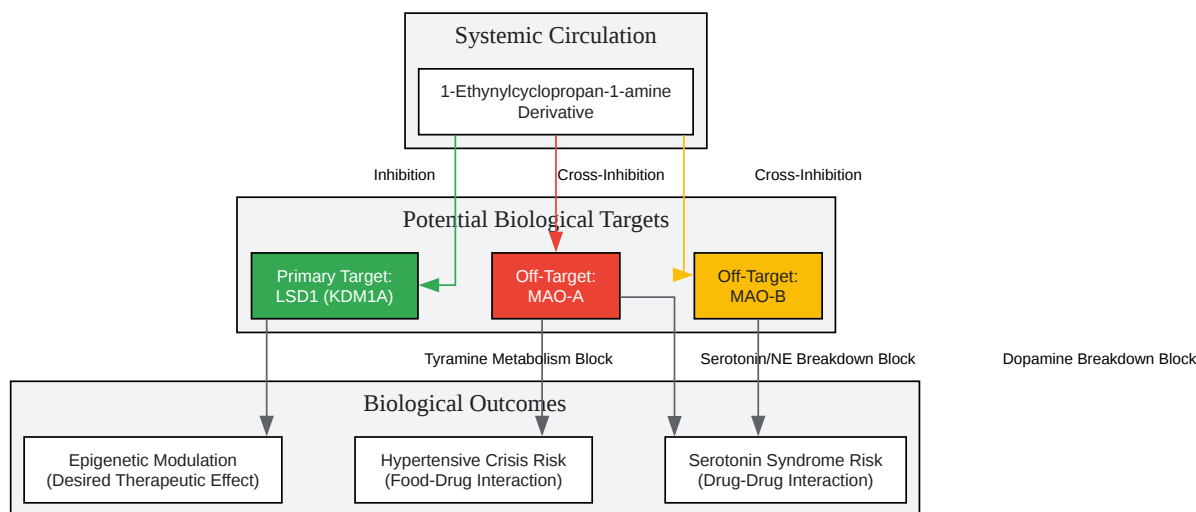 Systemic Circulation
1-Ethynylcyclopropan-1-amine
Derivative
Inhibition
Cross-Inhibition
Cross-Inhibition
Potential Biological Targets
Primary Target:
LSD1 (KDM1A)
Off-Target:
MAO-A
Off-Target:
MAO-B
Tyramine Metabolism Block
Serotonin/NE Breakdown Block
Dopamine Breakdown Block
Biological Outcomes
Epigenetic Modulation
(Desired Therapeutic Effect)
Hypertensive Crisis Risk
(Food-Drug Interaction)
Serotonin Syndrome Risk
(Drug-Drug Interaction)